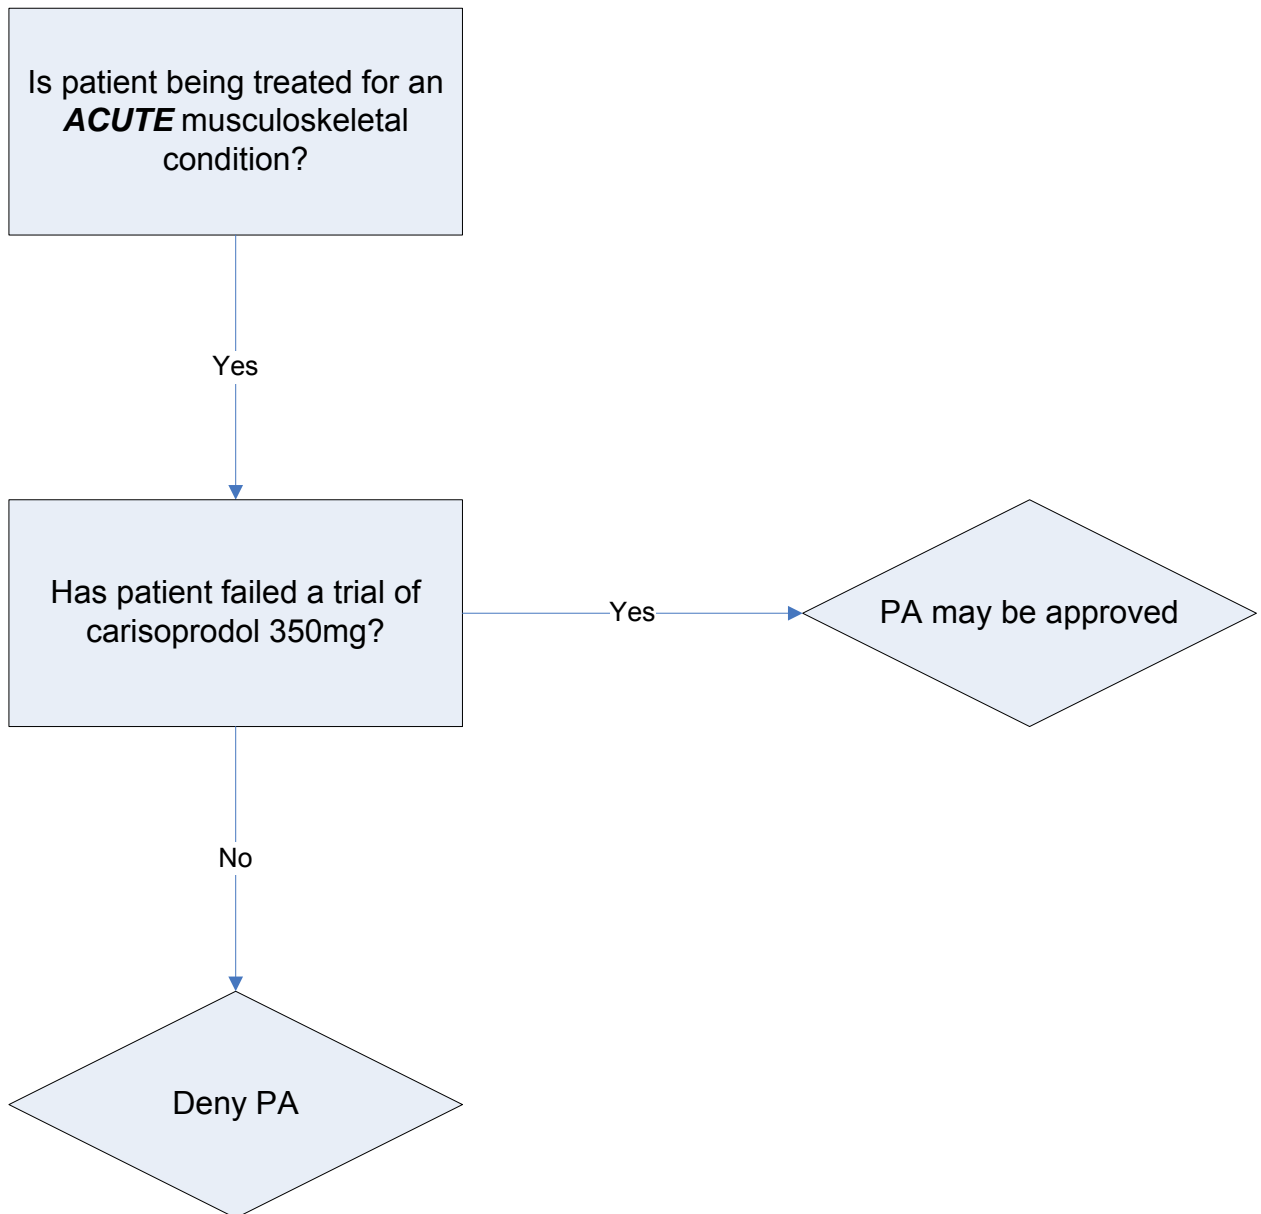 Is patient being treated for an
ACUTE musculoskeletal
condition?
Yes
Has patient failed a trial of
carisoprodol 350mg?
Yes
PA may be approved
No
Deny PA